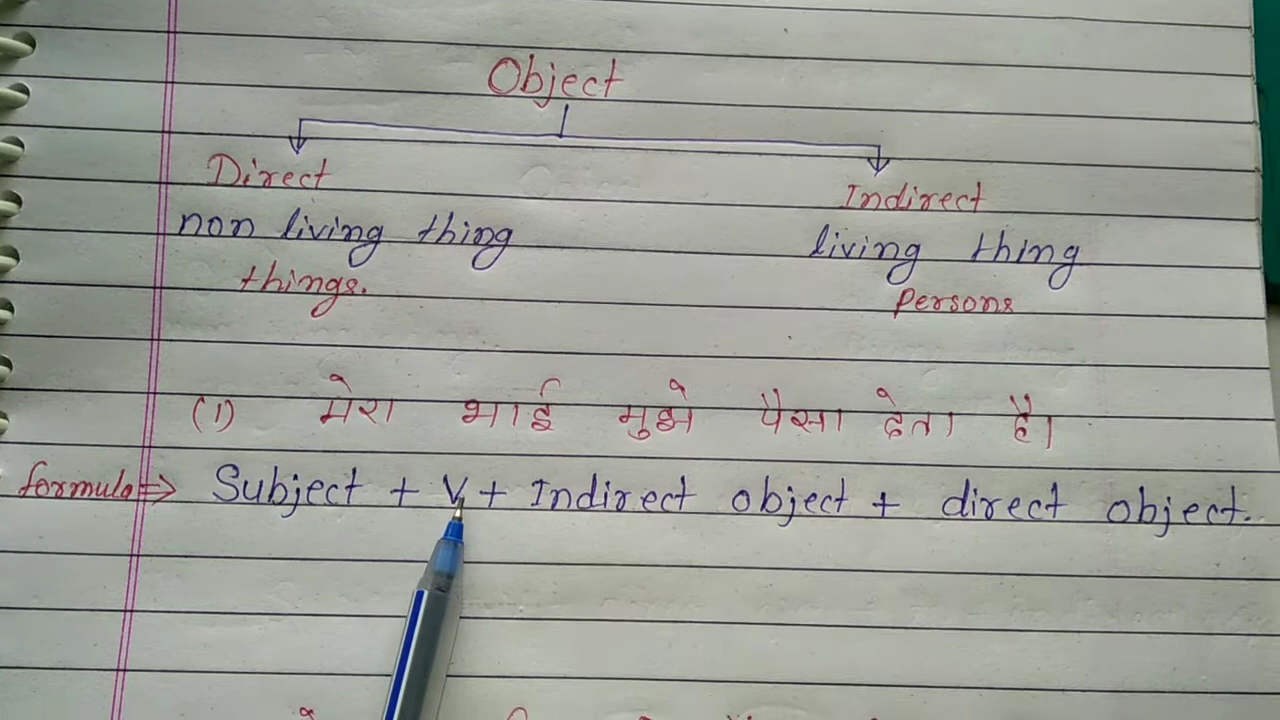 Object
Direct
Indirect
non living thing
living thing
things.
Persons
(1) मेरा भाई मुझे पैसा देता है।
formula ⇒ Subject + V + Indirect object + direct object.